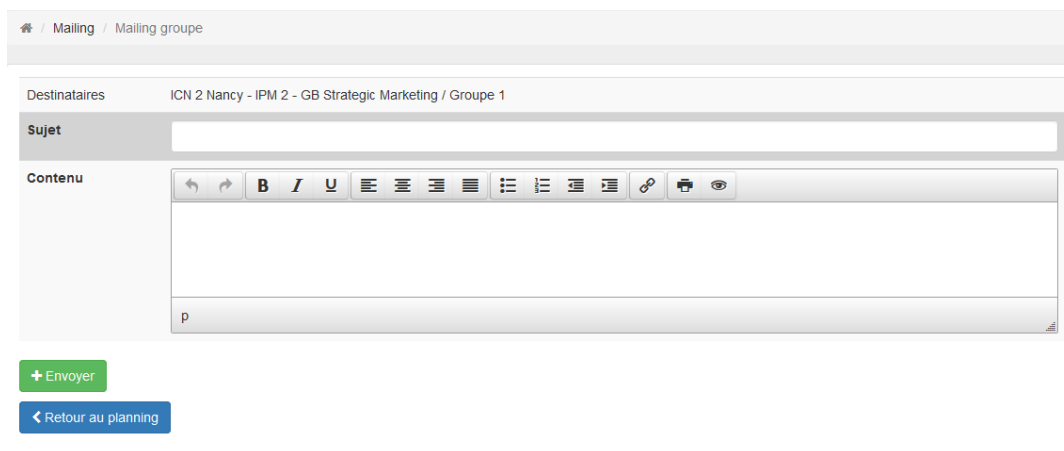 / Mailing / Mailing groupe
Destinataires ICN 2 Nancy - IPM 2 - GB Strategic Marketing / Groupe 1
Sujet
Contenu
B I U
p
Envoyer
Retour au planning